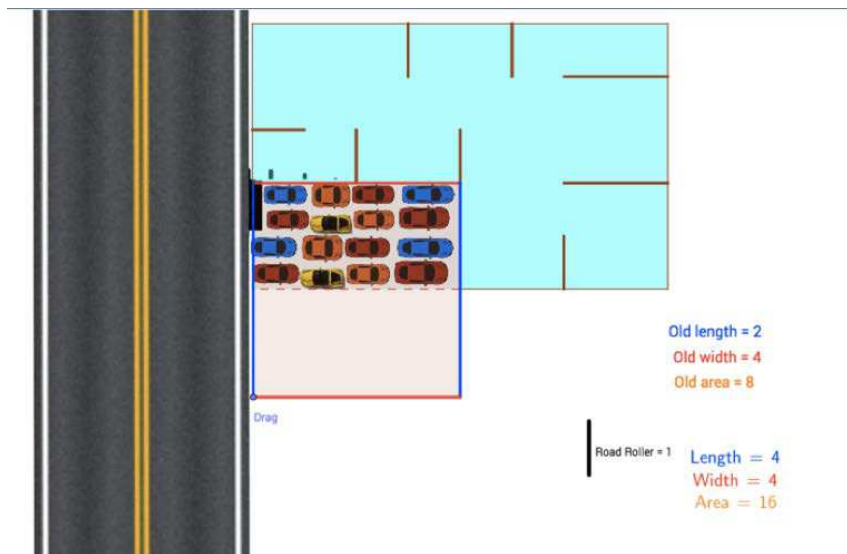 Old length = 2
Old width = 4
Old area = 8
Drag
Road Roller = 1
Length = 4
Width = 4
Area = 16